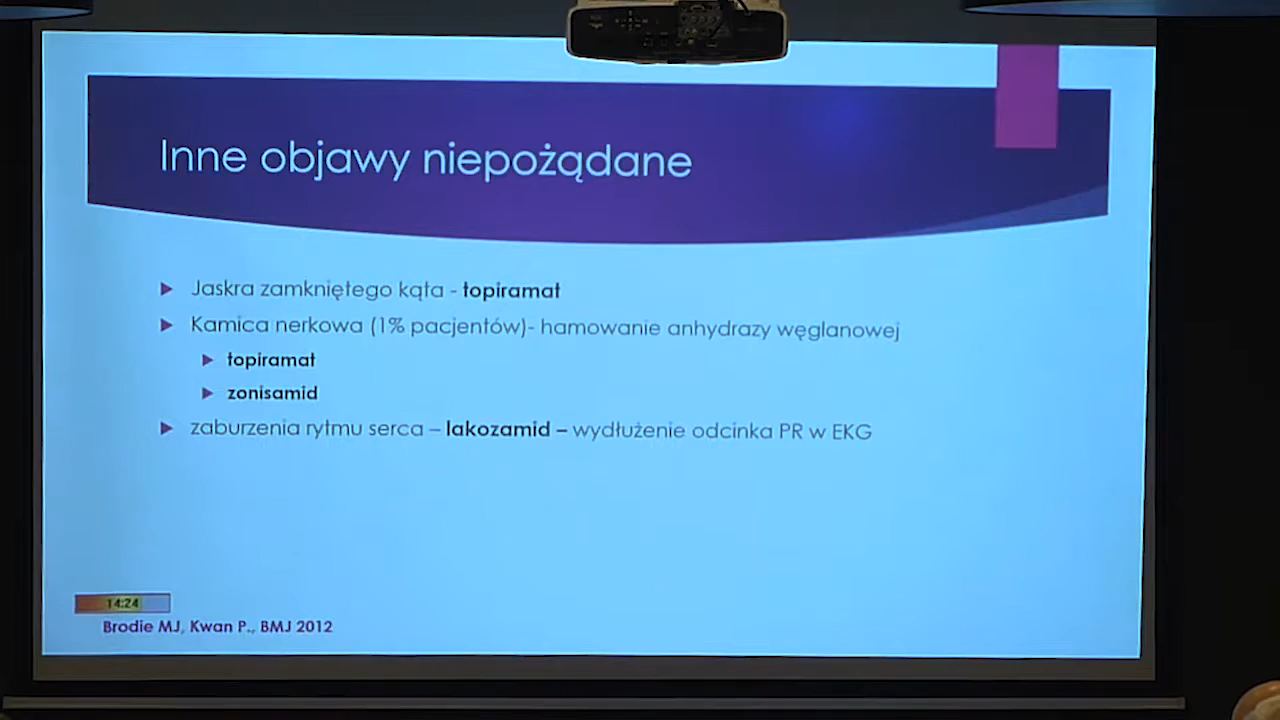 Inne objawy niepożądane
Jaskra zamkniętego kąta - topiramat
Kamica nerkowa (1% pacjentów)- hamowanie anhydrazy węglanowej
topiramat
zonisamid
zaburzenia rytmu serca – lakozamid – wydłużenie odcinka PR w EKG
14:24
Brodie MJ, Kwan P., BMJ 2012